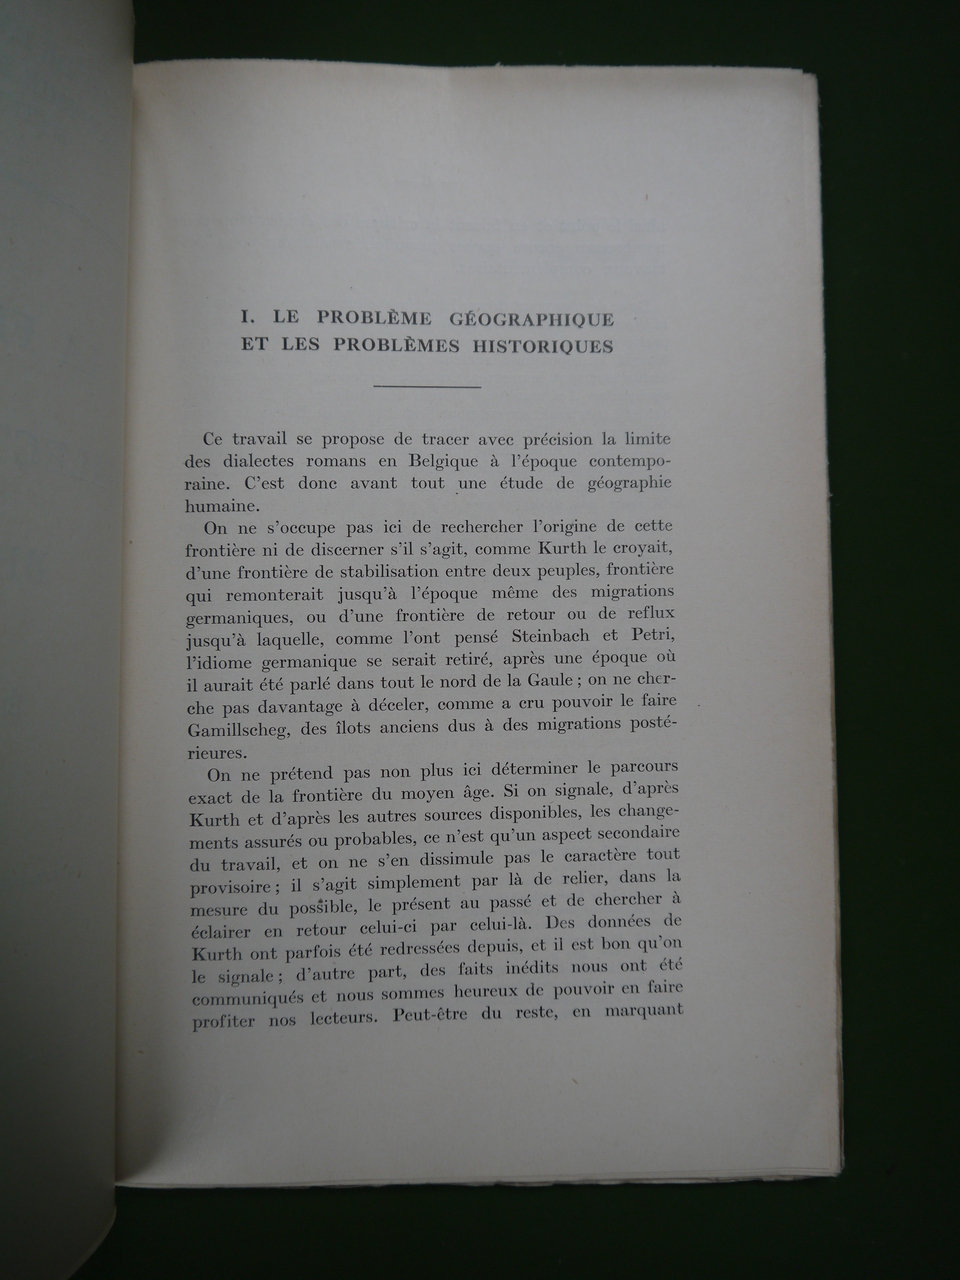 I. LE PROBLÈME GÉOGRAPHIQUE
ET LES PROBLÈMES HISTORIQUES
Ce travail se propose de tracer avec précision la limite
des dialectes romans en Belgique à l'époque contempo-
raine. C'est donc avant tout une étude de géographie
humaine.
On ne s'occupe pas ici de rechercher l'origine de cette
frontière ni de discerner s'il s'agit, comme Kurth le croyait,
d'une frontière de stabilisation entre deux peuples, frontière
qui remonterait jusqu'à l'époque même des migrations
germaniques, ou d'une frontière de retour ou de reflux
jusqu'à laquelle, comme l'ont pensé Steinbach et Petri,
l'idiome germanique se serait retiré, après une époque où
il aurait été parlé dans tout le nord de la Gaule ; on ne cher-
che pas davantage à déceler, comme a cru pouvoir le faire
Gamillscheg, des îlots anciens dus à des migrations posté-
rieures.
On ne prétend pas non plus ici déterminer le parcours
exact de la frontière du moyen âge. Si on signale, d'après
Kurth et d'après les autres sources disponibles, les change-
ments assurés ou probables, ce n'est qu'un aspect secondaire
du travail, et on ne s'en dissimule pas le caractère tout
provisoire ; il s'agit simplement par là de relier, dans la
mesure du possible, le présent au passé et de chercher à
éclairer en retour celui-ci par celui-là. Des données de
Kurth ont parfois été redressées depuis, et il est bon qu'on
le signale ; d'autre part, des faits inédits nous ont été
communiqués et nous sommes heureux de pouvoir en faire
profiter nos lecteurs. Peut-être du reste, en marquant